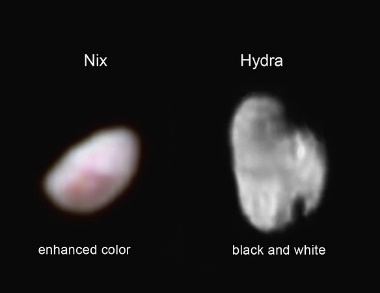 Nix
Hydra
enhanced color
black and white